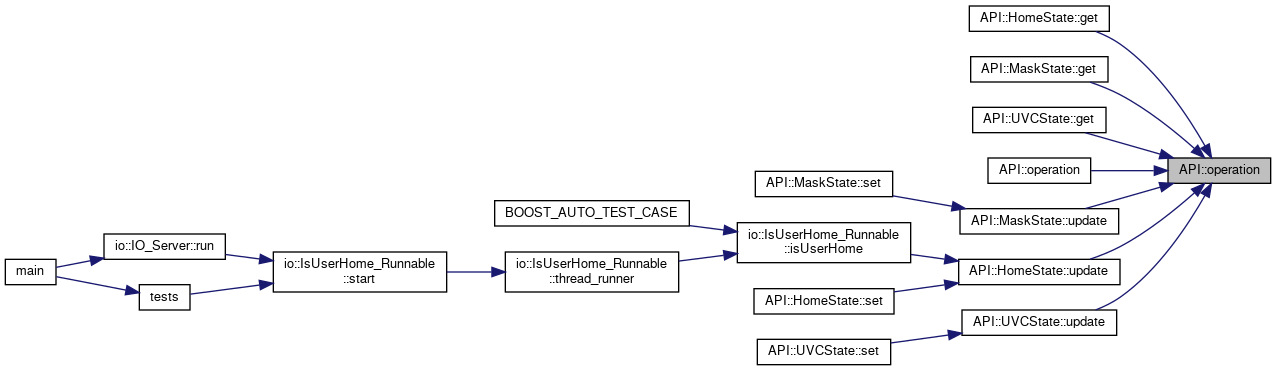 API::HomeState::get
API::MaskState::get
API::UVCState::get
API::operation
API::operation
API::MaskState::set
API::MaskState::update
BOOST_AUTO_TEST_CASE
io::IsUserHome_Runnable
::isUserHome
io::IO_Server::run
main
io::IsUserHome_Runnable
::start
io::IsUserHome_Runnable
::thread_runner
API::HomeState::update
tests
API::HomeState::set
API::UVCState::update
API::UVCState::set